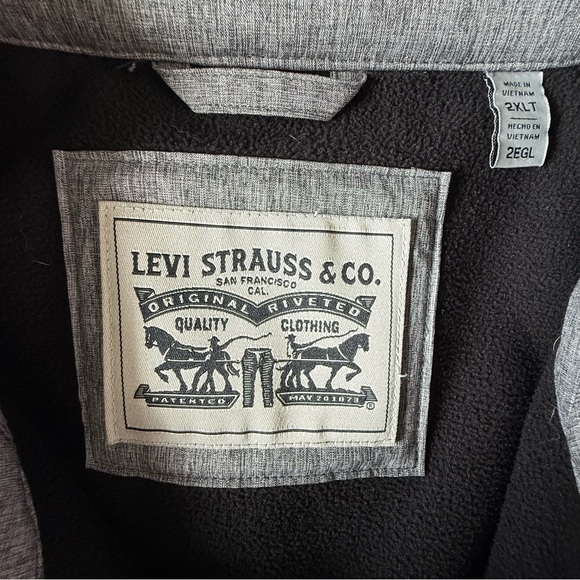 LEVI STRAUSS & CO.
SAN FRANCISCO
CAL.
ORIGINAL RIVETED
QUALITY CLOTHING
PATENTED MAY 20 1873
®
MADE IN
VIETNAM
2XLT
HECHO EN
VIETNAM
2EGL